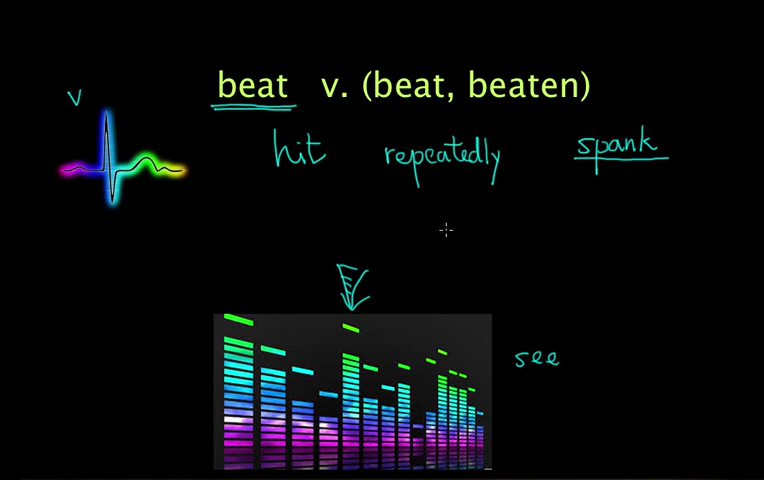 v
beat v. (beat, beaten)
hit repeatedly spank
see